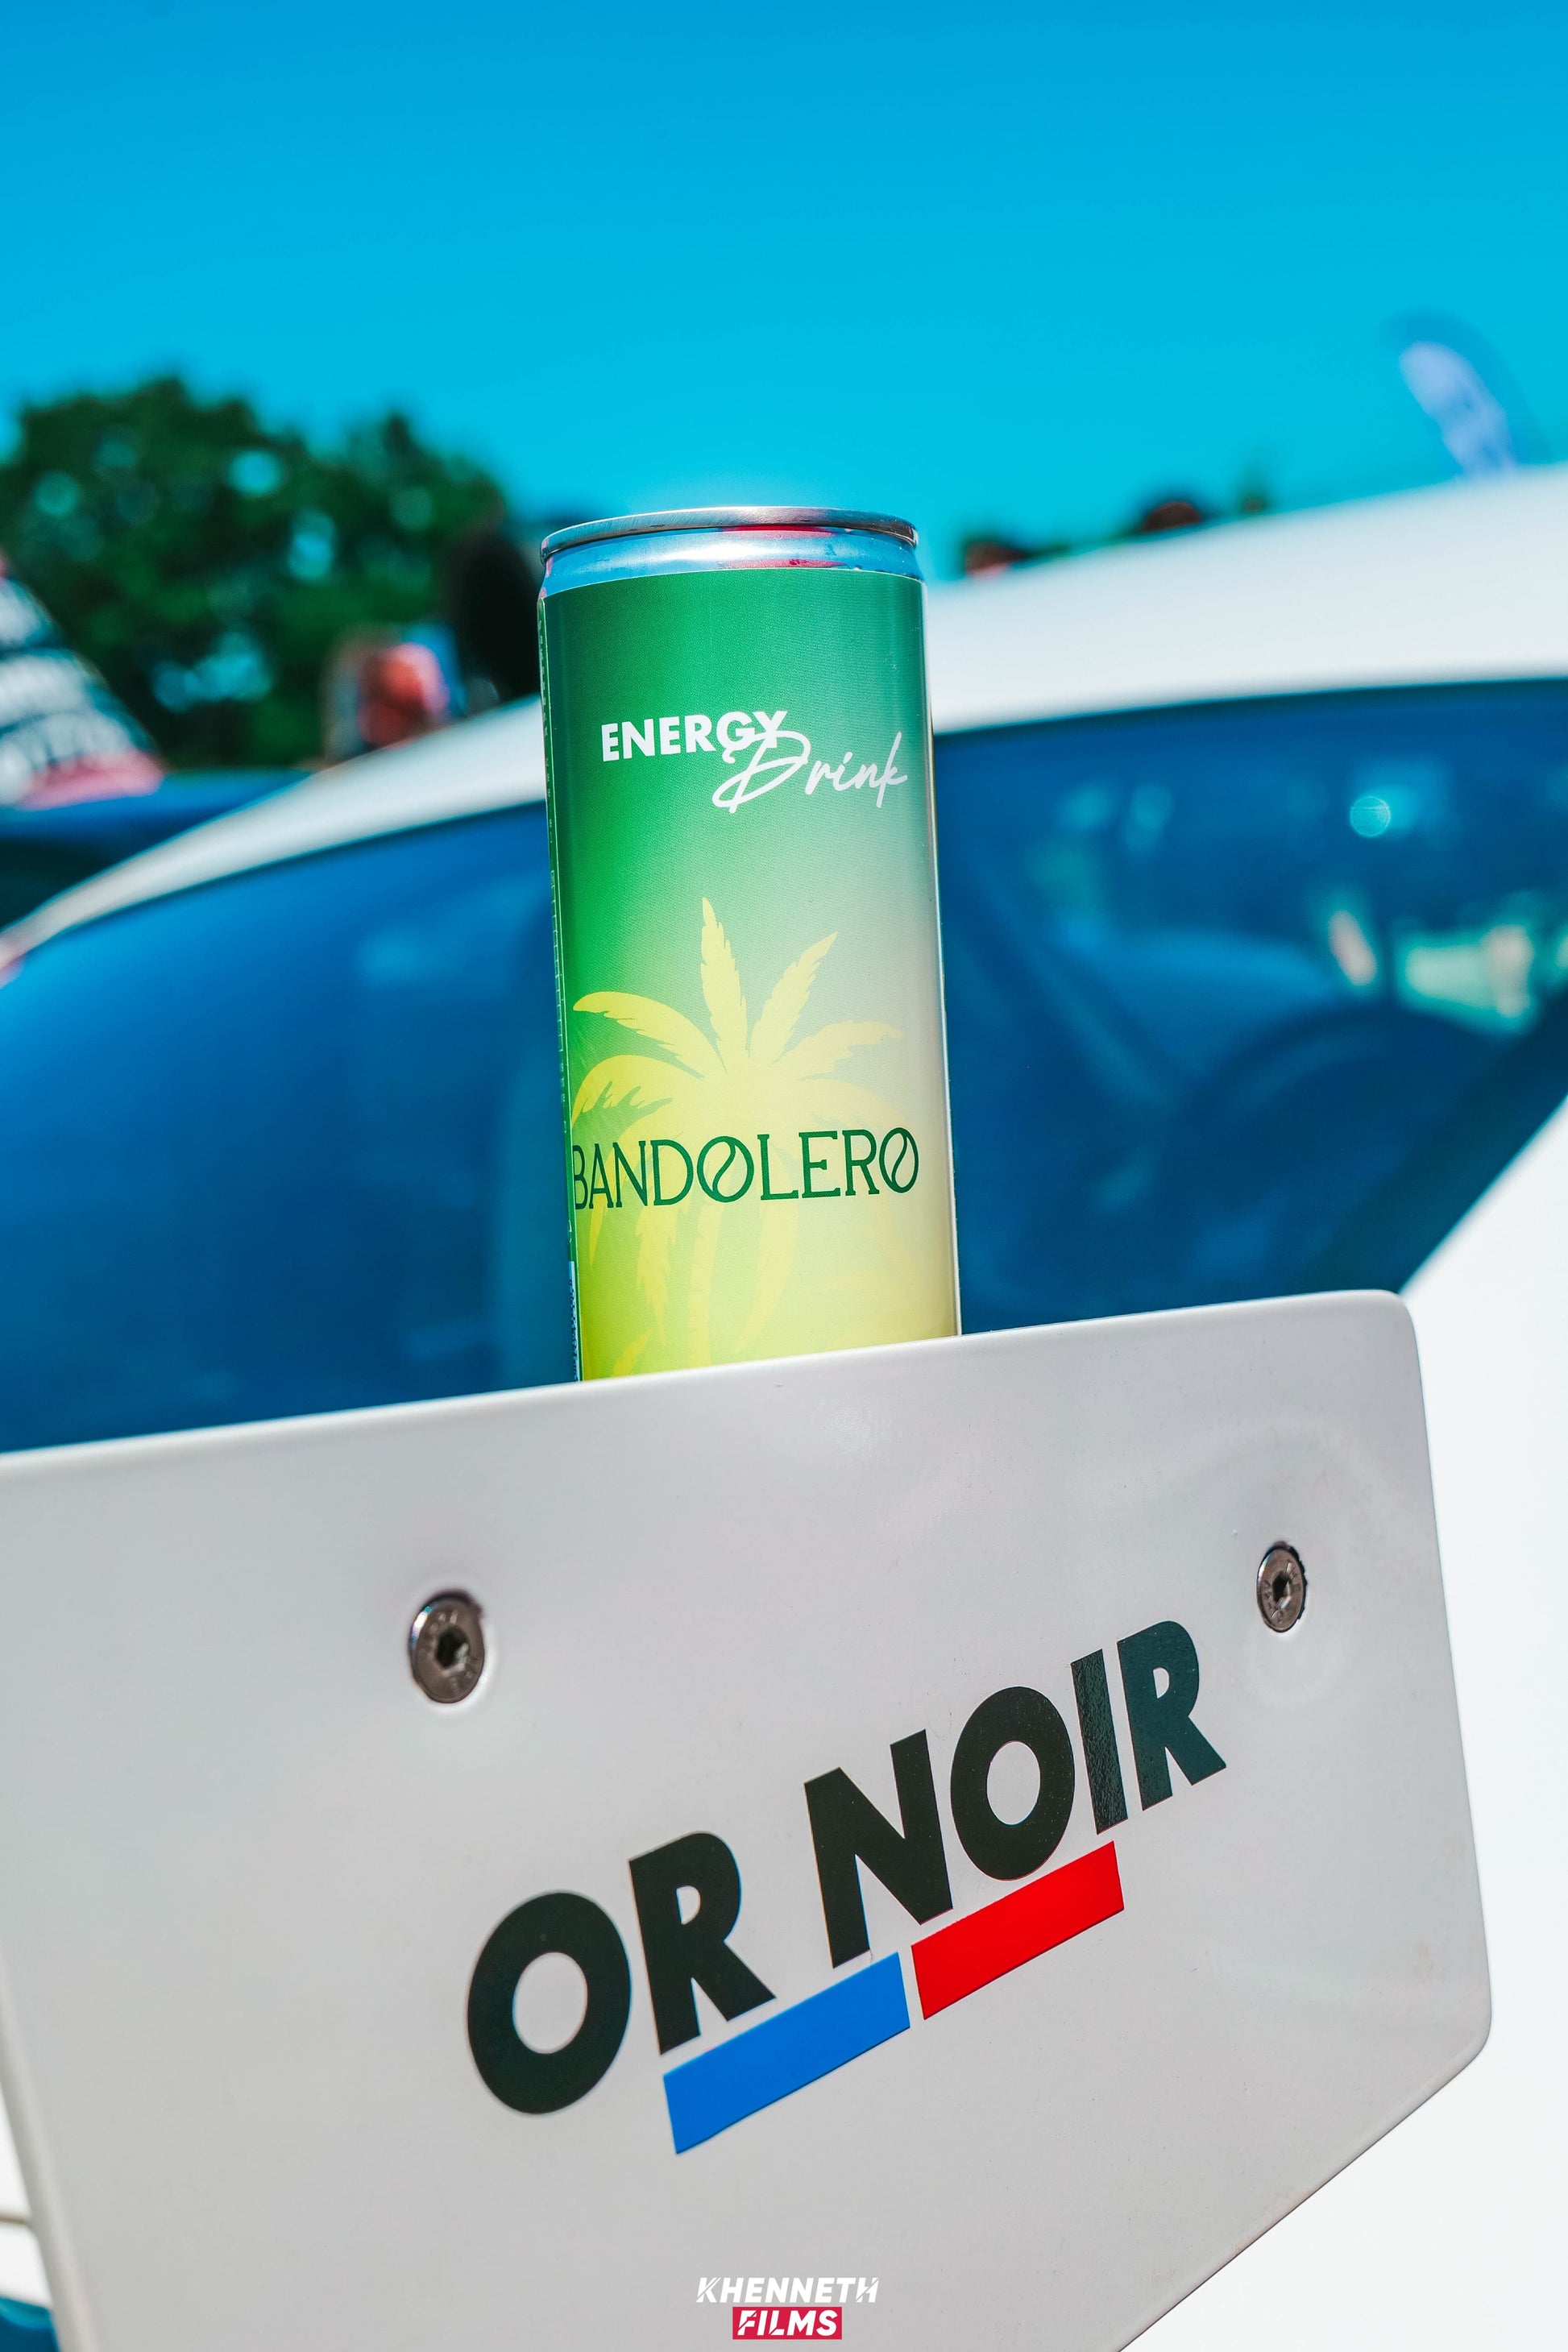 ENERGY
Drink
BANDOLERO
OR NOIR
KHENNETH
FILMS